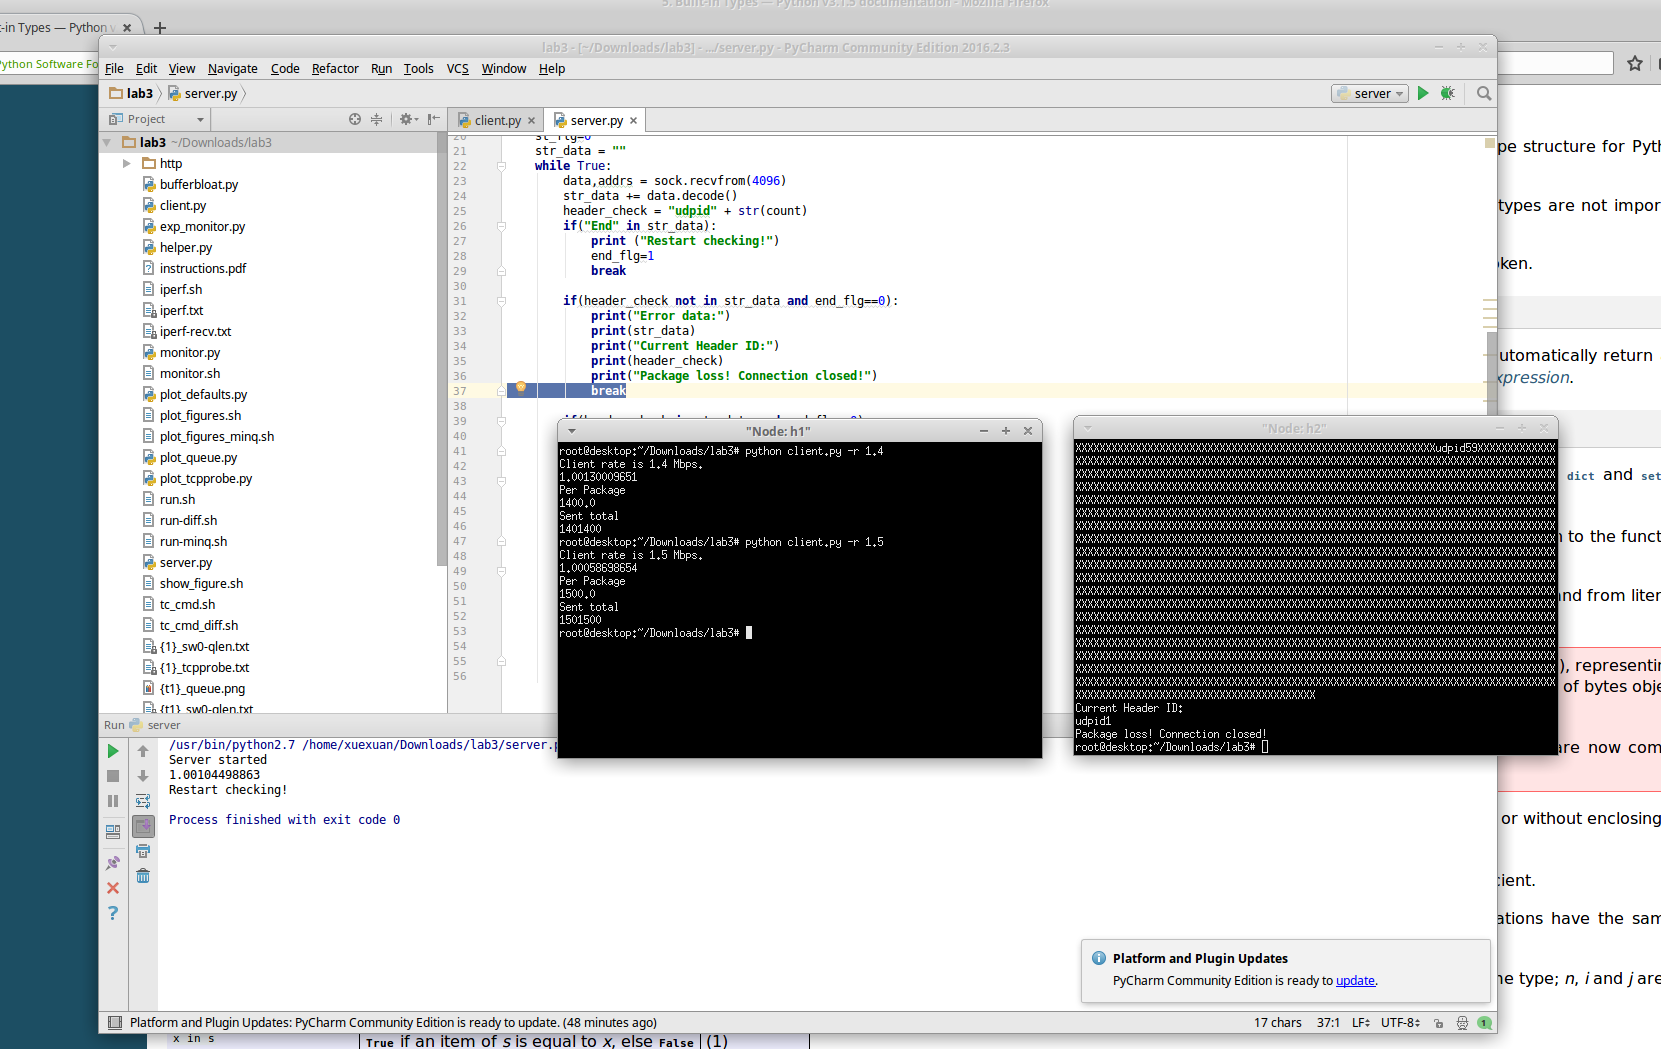 5. Built-in Types — Python v3.1.5 documentation - Mozilla Firefox
t-in Types — Python
ython Software Fo
lab3 - [~/Downloads/lab3] - .../server.py - PyCharm Community Edition 2016.2.3
File Edit View Navigate Code Refactor Run Tools VCS Window Help
lab3 server.py
server
Project
client.py server.py
lab3 ~/Downloads/lab3
http
bufferbloat.py
client.py
exp_monitor.py
helper.py
instructions.pdf
iperf.sh
iperf.txt
iperf-recv.txt
monitor.py
monitor.sh
plot_defaults.py
plot_figures.sh
plot_figures_minq.sh
plot_queue.py
plot_tcpprobe.py
run.sh
run-diff.sh
run-minq.sh
server.py
show_figure.sh
tc_cmd.sh
tc_cmd_diff.sh
{1}_sw0-qlen.txt
{1}_tcpprobe.txt
{t1}_queue.png
{t1}_sw0-qlen.txt
20 st_flg=0
21 str_data = ""
22 while True:
23 data,addrs = sock.recvfrom(4096)
24 str_data += data.decode()
25 header_check = "udpid" + str(count)
26 if("End" in str_data):
27 print ("Restart checking!")
28 end_flg=1
29 break
30
31 if(header_check not in str_data and end_flg==0):
32 print("Error data:")
33 print(str_data)
34 print("Current Header ID:")
35 print(header_check)
36 print("Package loss! Connection closed!")
37 break
38
39
40
41
42
43
44
45
46
47
48
49
50
51
52
53
54
55
56
"Node: h1"
root@desktop:~/Downloads/lab3# python client.py -r 1.4
Client rate is 1.4 Mbps.
1.00130009651
Per Package
1400.0
Sent total
1401400
root@desktop:~/Downloads/lab3# python client.py -r 1.5
Client rate is 1.5 Mbps.
1.00058698654
Per Package
1500.0
Sent total
1501500
root@desktop:~/Downloads/lab3#
"Node: h2"
udpid59
Current Header ID:
udpid1
Package loss! Connection closed!
root@desktop:~/Downloads/lab3#
Run server
/usr/bin/python2.7 /home/xuexuan/Downloads/lab3/server.p
Server started
1.00104498863
Restart checking!
Process finished with exit code 0
Platform and Plugin Updates
PyCharm Community Edition is ready to update.
Platform and Plugin Updates: PyCharm Community Edition is ready to update. (48 minutes ago)
17 chars 37:1 LF UTF-8 1
pe structure for Pyth
types are not impor
ken.
utomatically return
xpression.
dict and set
n to the funct
nd from liter
), representin
of bytes obje
are now com
or without enclosing
cient.
ations have the sam
ne type; n, i and j are
x in s True if an item of s is equal to x, else False (1)